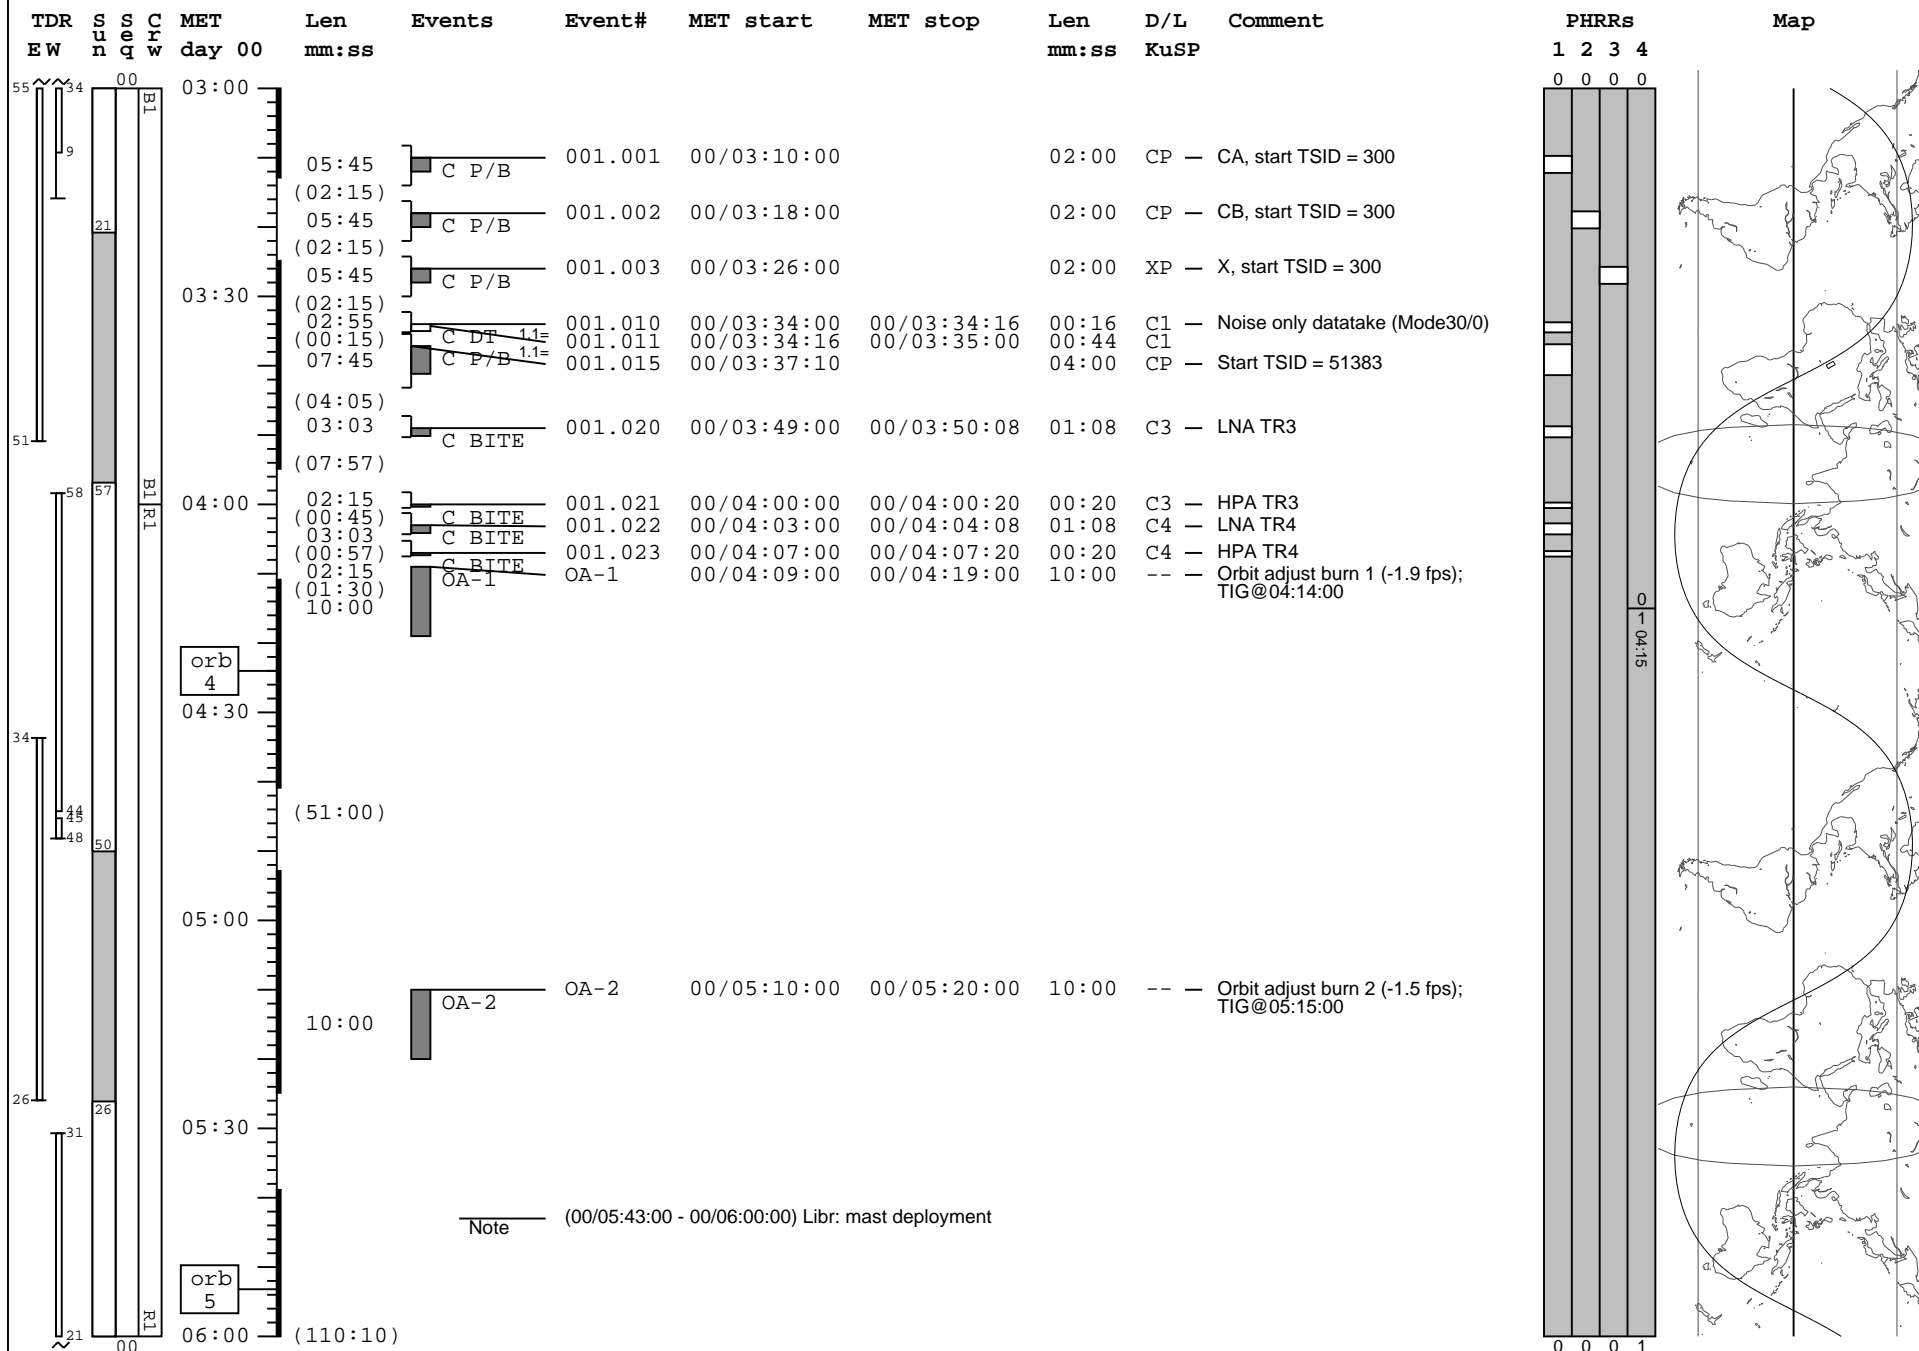 TDR Sun Seq Crw MET Len Events Event# MET start MET stop Len D/L Comment PHRRs Map
E W day 00 mm:ss mm:ss KuSP 1 2 3 4
55 34 00 B1 03:00 0 0 0 0
9
05:45 C P/B 001.001 00/03:10:00 02:00 CP — CA, start TSID = 300
(02:15)
21 05:45 C P/B 001.002 00/03:18:00 02:00 CP — CB, start TSID = 300
(02:15)
05:45 C P/B 001.003 00/03:26:00 02:00 XP — X, start TSID = 300
03:30 (02:15)
02:55 C DT 1.1= 001.010 00/03:34:00 00/03:34:16 00:16 C1 — Noise only datatake (Mode30/0)
(00:15) 1.1= 001.011 00/03:34:16 00/03:35:00 00:44 C1
07:45 C P/B 001.015 00/03:37:10 04:00 CP — Start TSID = 51383
(04:05)
51 03:03 C BITE 001.020 00/03:49:00 00/03:50:08 01:08 C3 — LNA TR3
(07:57)
58 57 B1 R1 04:00 02:15 C BITE 001.021 00/04:00:00 00/04:00:20 00:20 C3 — HPA TR3
(00:45)
03:03 C BITE 001.022 00/04:03:00 00/04:04:08 01:08 C4 — LNA TR4
(00:57)
02:15 C BITE 001.023 00/04:07:00 00/04:07:20 00:20 C4 — HPA TR4
(01:30)
10:00 OA-1 OA-1 00/04:09:00 00/04:19:00 10:00 -- — Orbit adjust burn 1 (-1.9 fps);
TIG@04:14:00
0
1 04:15
orb
4
04:30
34
44
45
48
(51:00)
50
05:00
OA-2 OA-2 00/05:10:00 00/05:20:00 10:00 -- — Orbit adjust burn 2 (-1.5 fps);
TIG@05:15:00
10:00
26 26
31 05:30
Note (00/05:43:00 - 00/06:00:00) Libr: mast deployment
orb
5
R1
21 00 06:00 (110:10) 0 0 0 1